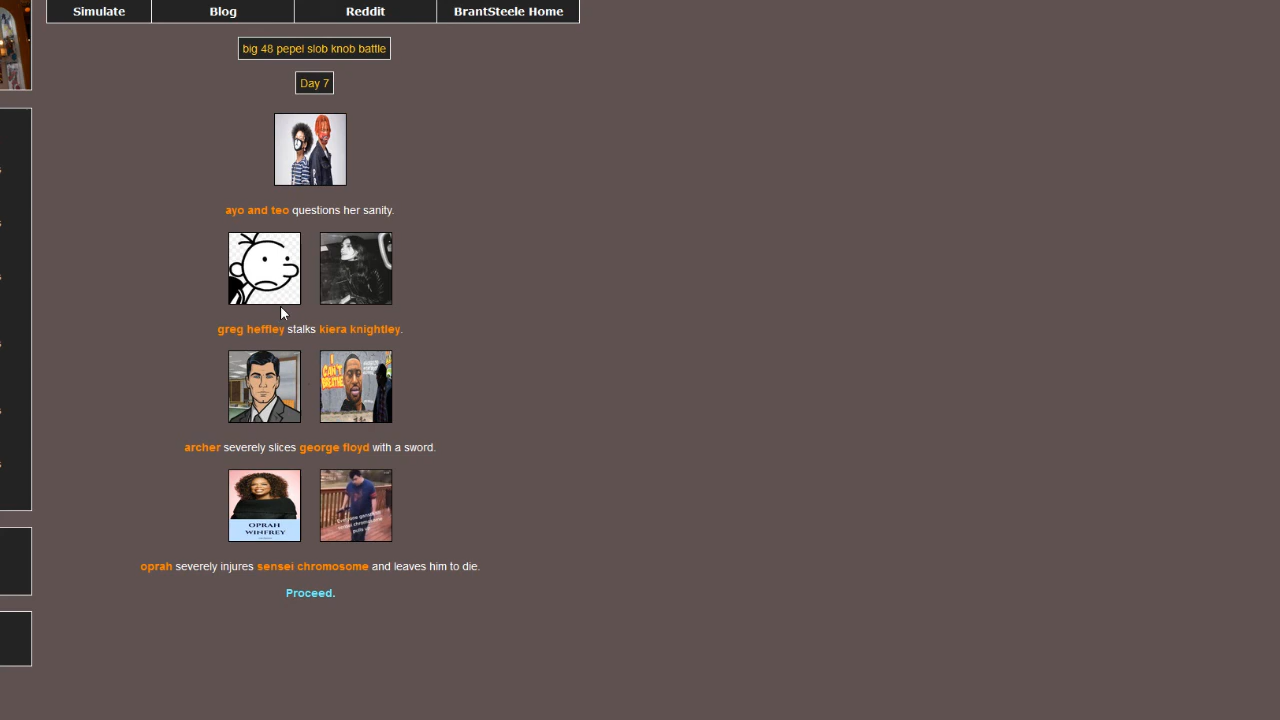 Simulate Blog Reddit BrantSteele Home
big 48 pepel slob knob battle
Day 7
ayo and teo questions her sanity.
greg heffley stalks kiera knightley.
I
CAN'T
BREATHE
archer severely slices george floyd with a sword.
OPRAH
WINFREY
oprah severely injures sensei chromosome and leaves him to die.
Proceed.